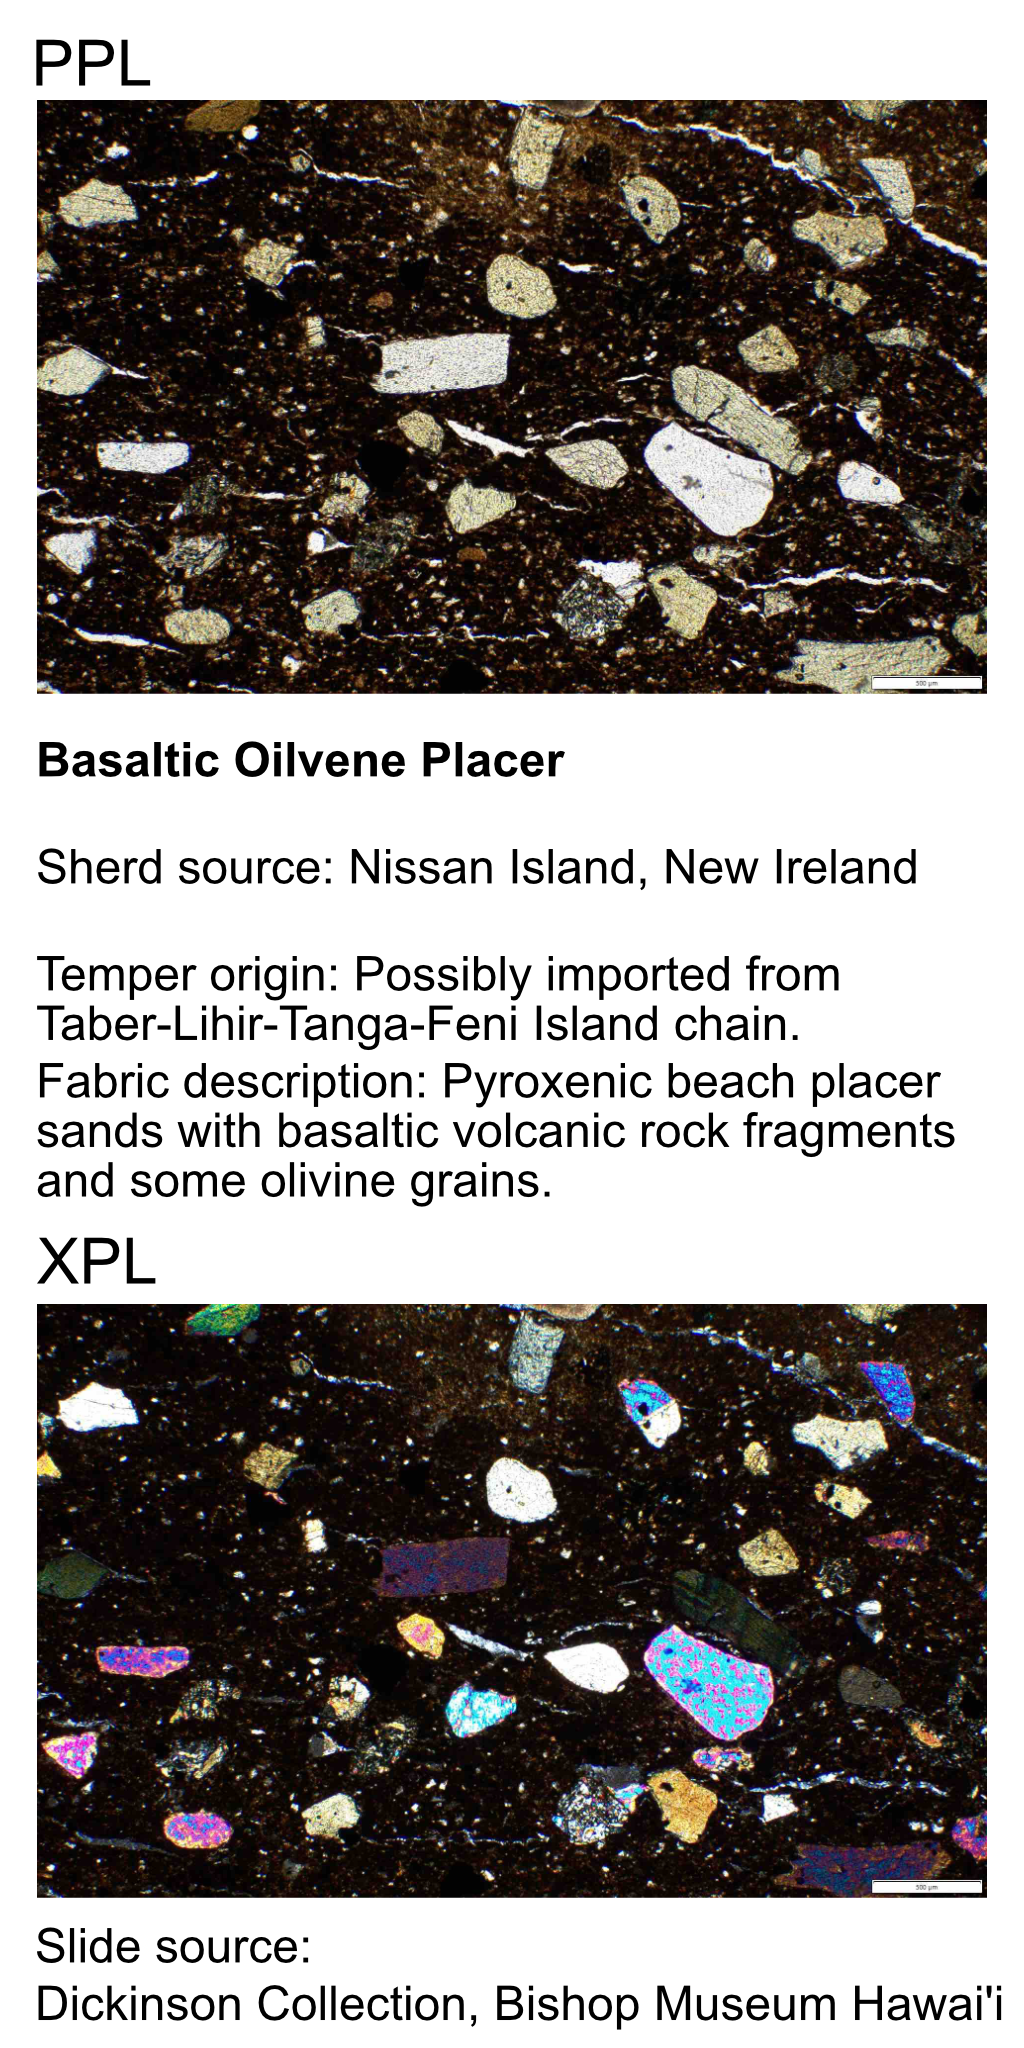 PPL
500 µm
Basaltic Oilvene Placer
Sherd source: Nissan Island, New Ireland
Temper origin: Possibly imported from
Taber-Lihir-Tanga-Feni Island chain.
Fabric description: Pyroxenic beach placer
sands with basaltic volcanic rock fragments
and some olivine grains.
XPL
500 µm
Slide source:
Dickinson Collection, Bishop Museum Hawai'i